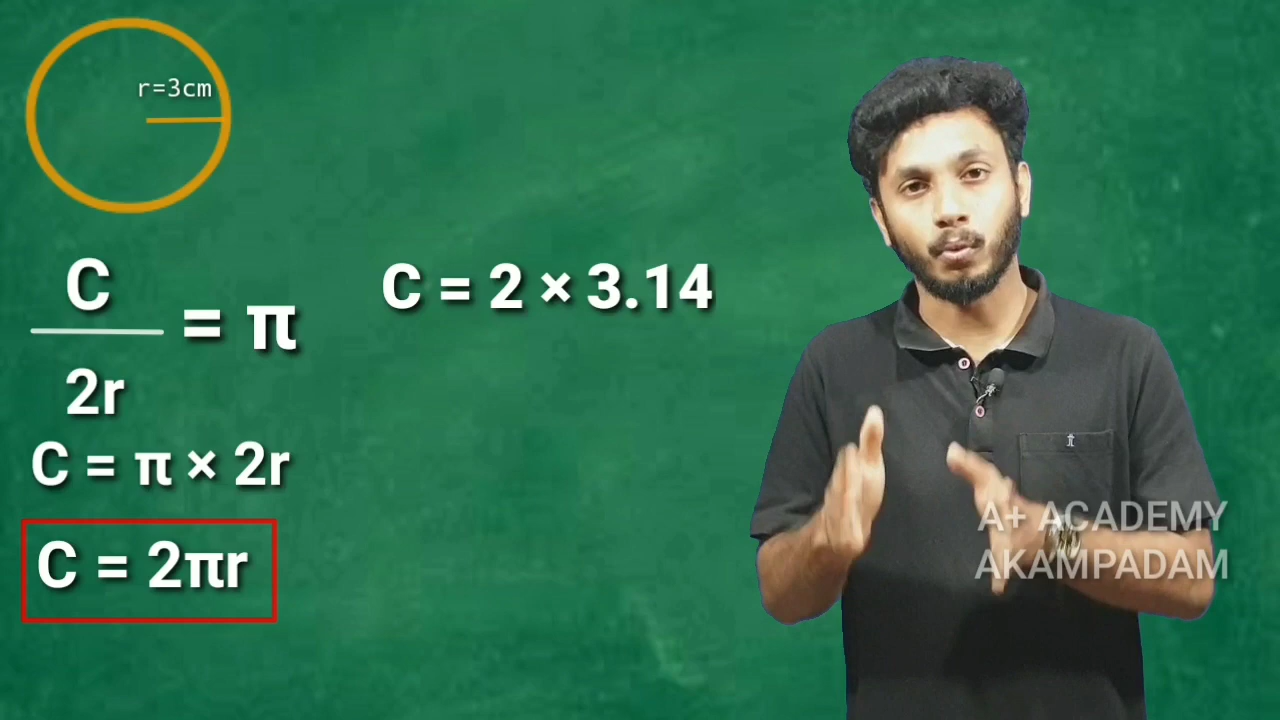 r=3cm
C
= π
2r
C = π × 2r
C = 2πr
C = 2 × 3.14
A+ ACADEMY
AKAMPADAM